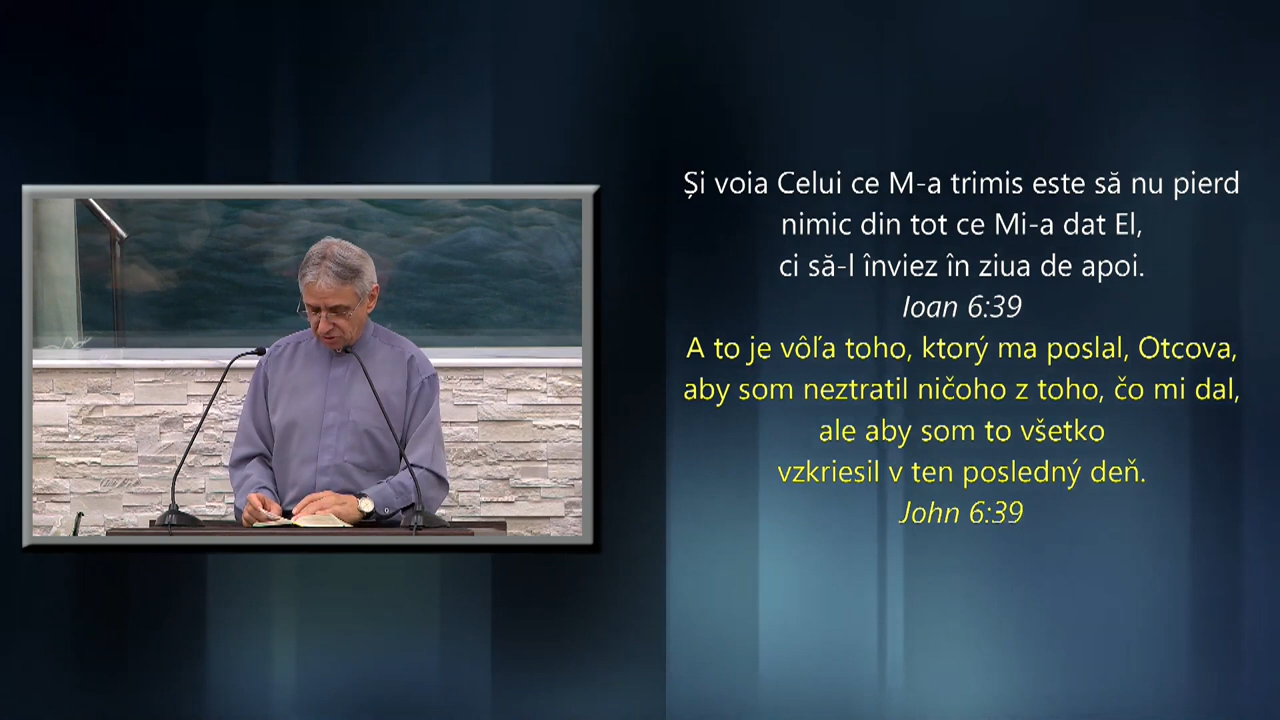 Și voia Celui ce M-a trimis este să nu pierd
nimic din tot ce Mi-a dat El,
ci să-l înviez în ziua de apoi.
Ioan 6:39
A to je vôľa toho, ktorý ma poslal, Otcova,
aby som neztratil ničoho z toho, čo mi dal,
ale aby som to všetko
vzkriesil v ten posledný deň.
John 6:39